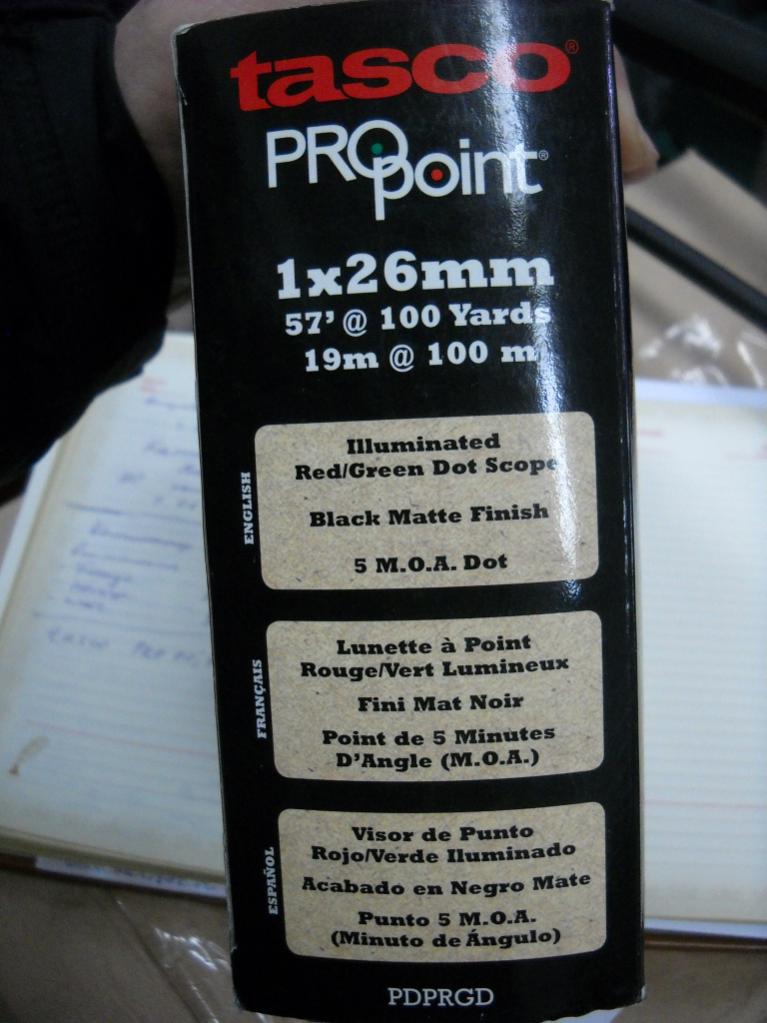 tasco®
PROpoint®
1x26mm
57' @ 100 Yards
19m @ 100 m
ENGLISH
Illuminated
Red/Green Dot Scope
Black Matte Finish
5 M.O.A. Dot
FRANÇAIS
Lunette à Point
Rouge/Vert Lumineux
Fini Mat Noir
Point de 5 Minutes
D'Angle (M.O.A.)
ESPAÑOL
Visor de Punto
Rojo/Verde Iluminado
Acabado en Negro Mate
Punto 5 M.O.A.
(Minuto de Ángulo)
PDPRGD